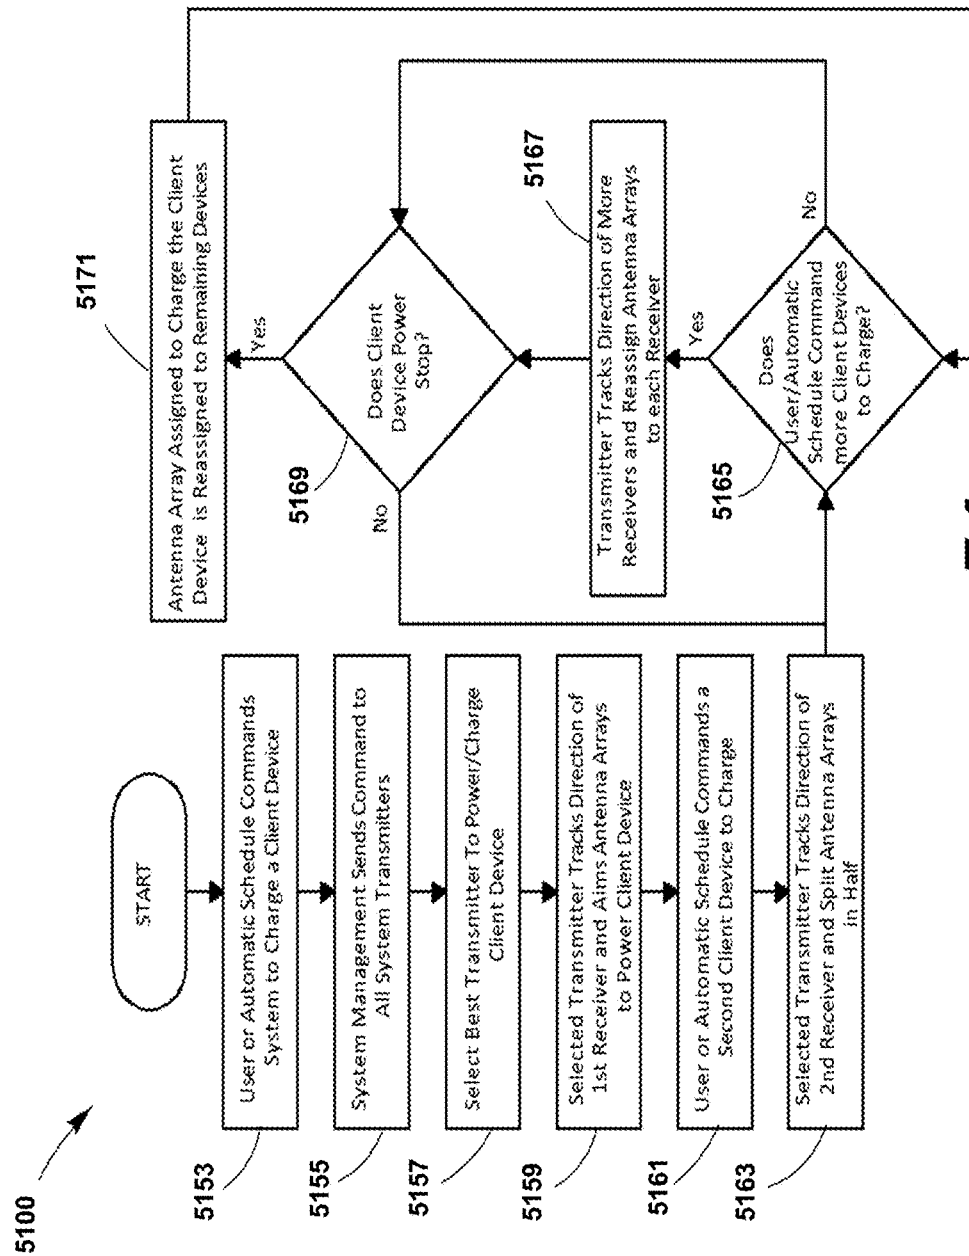 5100
START
5153
User or Automatic Schedule Commands
System to Charge a Client Device
5155
System Management Sends Command to
All System Transmitters
5157
Select Best Transmitter To Power/Charge
Client Device
5159
Selected Transmitter Tracks Direction of
1st Receiver and Aims Antenna Arrays
to Power Client Device
5161
User or Automatic Schedule Commands a
Second Client Device to Charge
5163
Selected Transmitter Tracks Direction of
2nd Receiver and Split Antenna Arrays
in Half
5165
Does
User/Automatic
Schedule Command
more Client Devices
to Charge?
Yes
No
5167
Transmitter Tracks Direction of More
Receivers and Reassign Antenna Arrays
to each Receiver
5169
Does Client
Device Power
Stop?
No
Yes
5171
Antenna Array Assigned to Charge the Client
Device is Reassigned to Remaining Devices